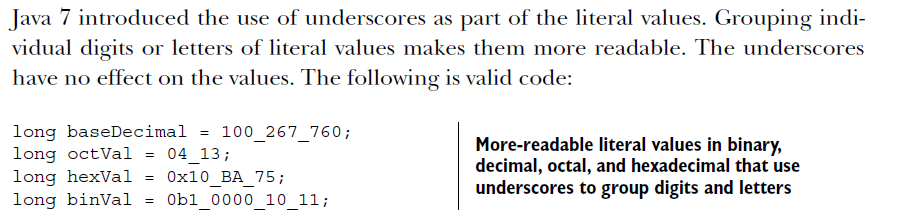 Java 7 introduced the use of underscores as part of the literal values. Grouping indi-
vidual digits or letters of literal values makes them more readable. The underscores
have no effect on the values. The following is valid code:
long baseDecimal = 100_267_760;
long octVal = 04_13;
long hexVal = 0x10_BA_75;
long binVal = 0b1_0000_10_11;
More-readable literal values in binary,
decimal, octal, and hexadecimal that use
underscores to group digits and letters